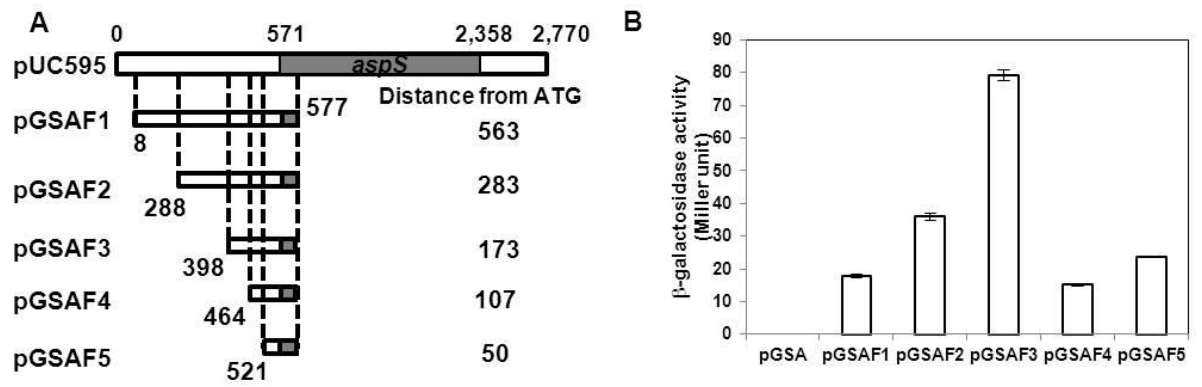 A
0 571 2,358 2,770
pUC595 aspS
Distance from ATG
577
pGSAF1 563
8
pGSAF2 283
288
pGSAF3 173
398
pGSAF4 107
464
pGSAF5 50
521
B
β-galactosidase activity
(Miller unit)
90
80
70
60
50
40
30
20
10
0
pGSA pGSAF1 pGSAF2 pGSAF3 pGSAF4 pGSAF5